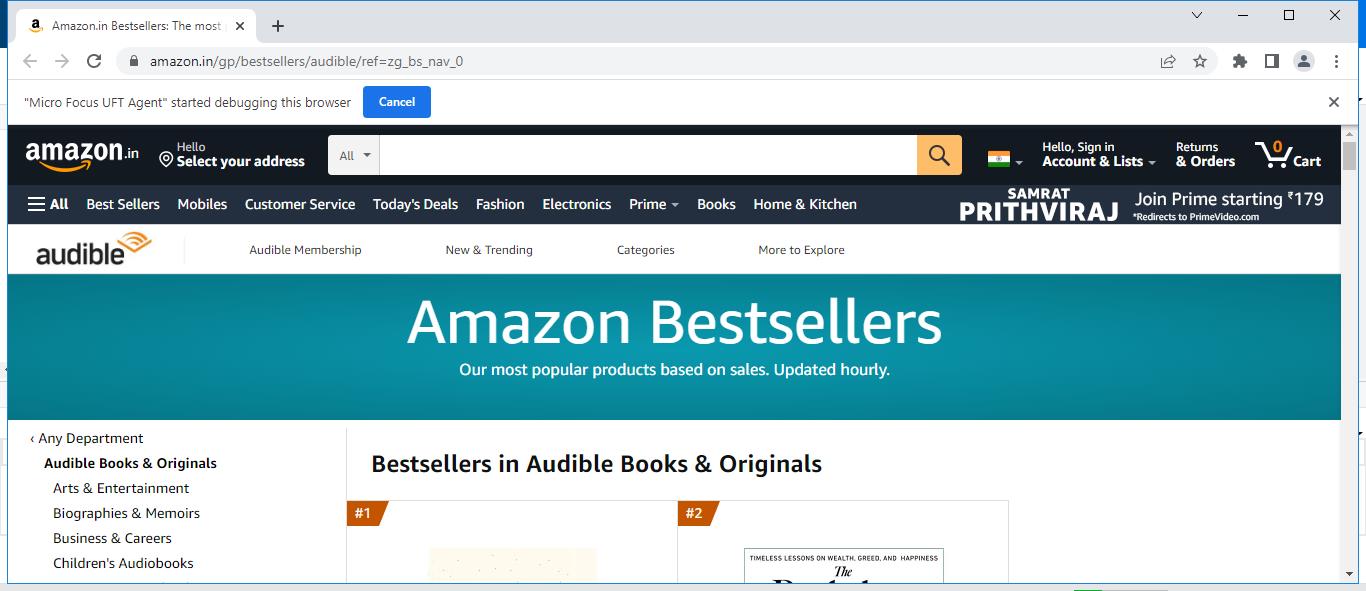 Amazon.in Bestsellers: The most
amazon.in/gp/bestsellers/audible/ref=zg_bs_nav_0
"Micro Focus UFT Agent" started debugging this browser Cancel
amazon.in
Hello
Select your address
All
Hello, Sign in
Account & Lists
Returns
& Orders
0
Cart
All Best Sellers Mobiles Customer Service Today's Deals Fashion Electronics Prime Books Home & Kitchen
SAMRAT
PRITHVIRAJ
Join Prime starting ₹179
*Redirects to PrimeVideo.com
audible Audible Membership New & Trending Categories More to Explore
Amazon Bestsellers
Our most popular products based on sales. Updated hourly.
‹ Any Department
Audible Books & Originals
Arts & Entertainment
Biographies & Memoirs
Business & Careers
Children's Audiobooks
Bestsellers in Audible Books & Originals
#1
#2
TIMELESS LESSONS ON WEALTH, GREED, AND HAPPINESS
The